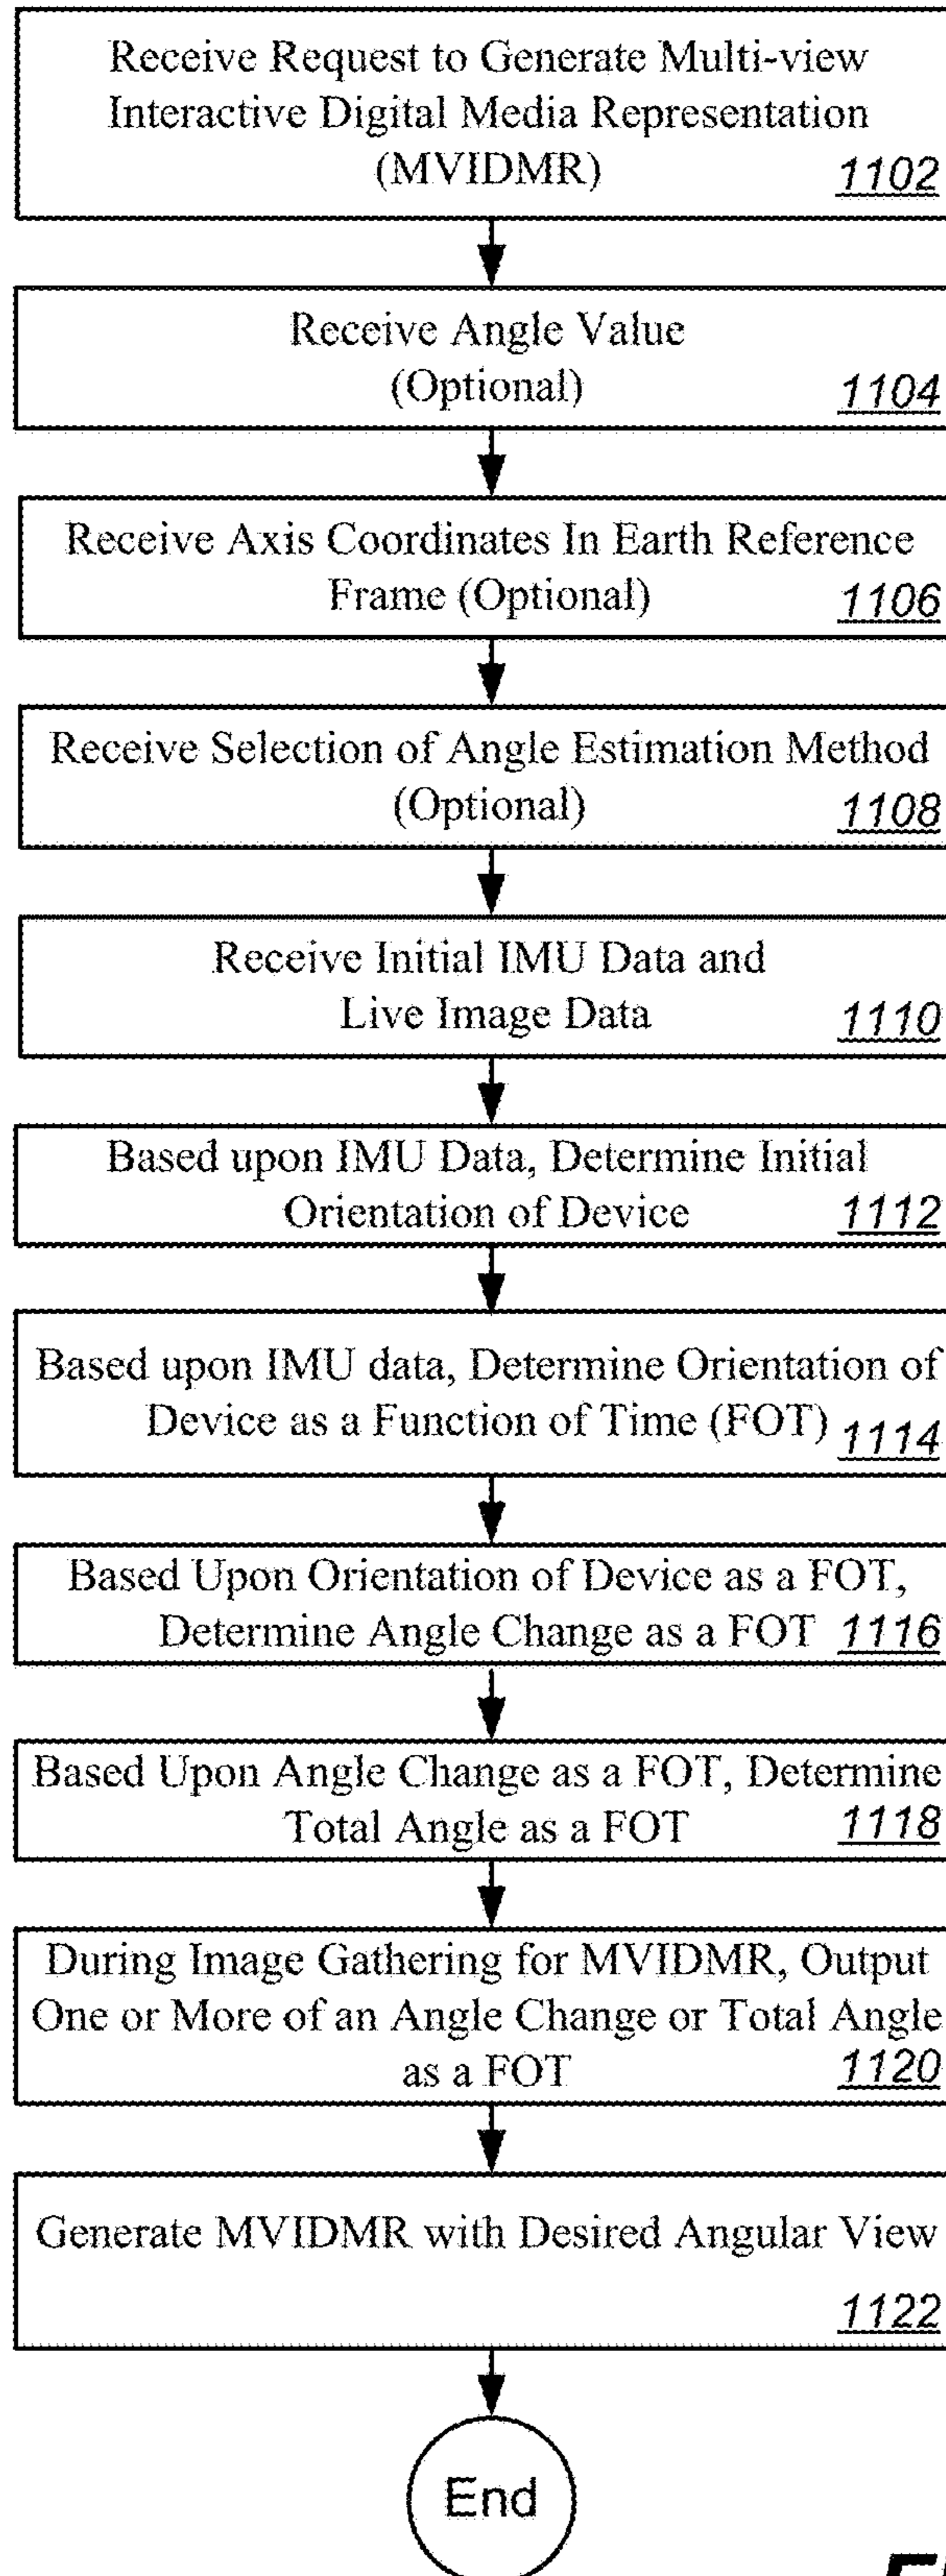 Receive Request to Generate Multi-view
Interactive Digital Media Representation
(MVIDMR) 1102
Receive Angle Value
(Optional) 1104
Receive Axis Coordinates In Earth Reference
Frame (Optional) 1106
Receive Selection of Angle Estimation Method
(Optional) 1108
Receive Initial IMU Data and
Live Image Data 1110
Based upon IMU Data, Determine Initial
Orientation of Device 1112
Based upon IMU data, Determine Orientation of
Device as a Function of Time (FOT) 1114
Based Upon Orientation of Device as a FOT,
Determine Angle Change as a FOT 1116
Based Upon Angle Change as a FOT, Determine
Total Angle as a FOT 1118
During Image Gathering for MVIDMR, Output
One or More of an Angle Change or Total Angle
as a FOT 1120
Generate MVIDMR with Desired Angular View
1122
End